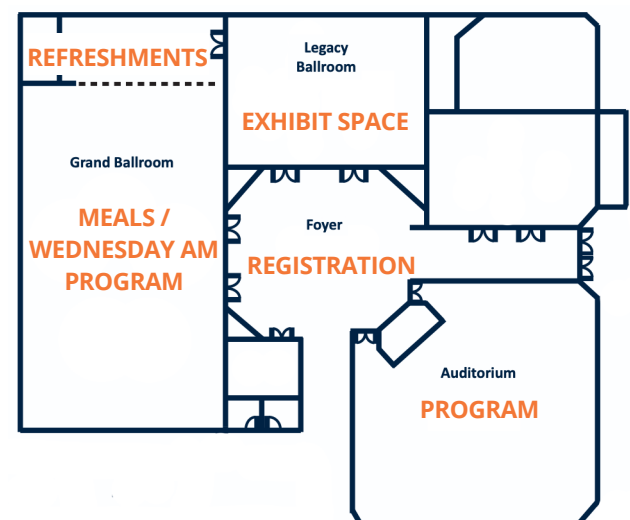 REFRESHMENTS
Legacy
Ballroom
EXHIBIT SPACE
Grand Ballroom
MEALS /
WEDNESDAY AM
PROGRAM
Foyer
REGISTRATION
Auditorium
PROGRAM